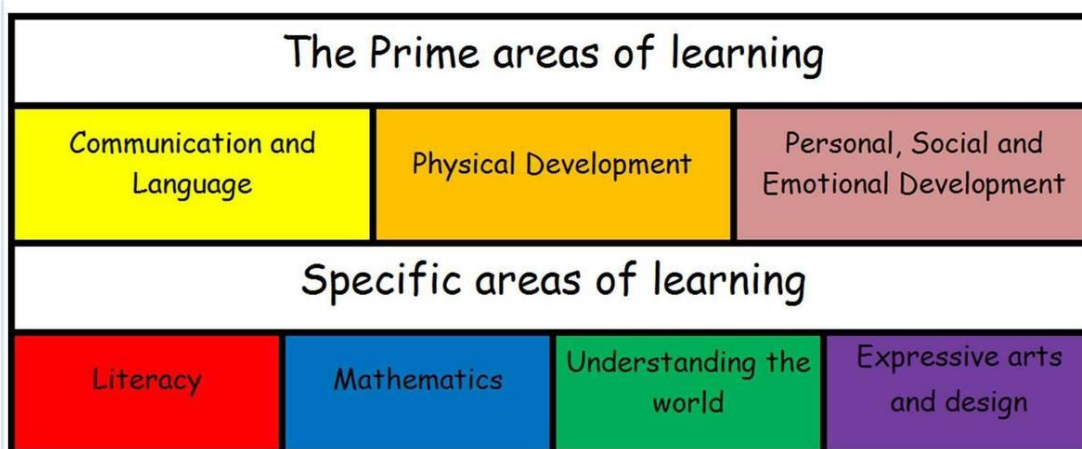 The Prime areas of learning
Communication and
Language
Physical Development
Personal, Social and
Emotional Development
Specific areas of learning
Literacy
Mathematics
Understanding the
world
Expressive arts
and design